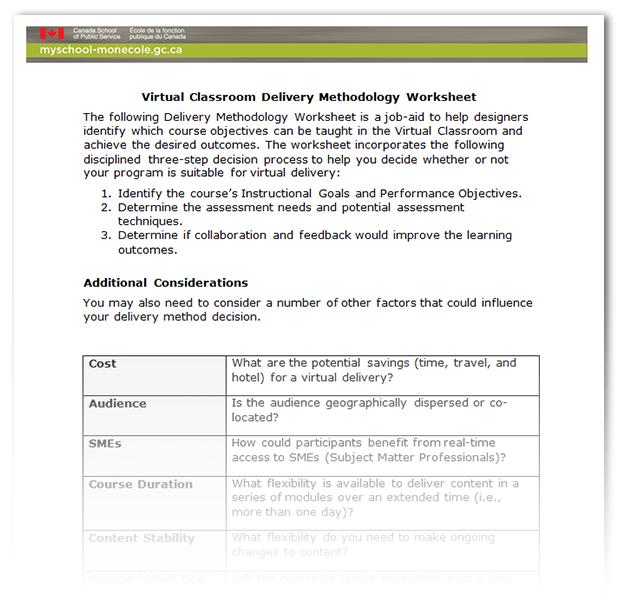 Canada School École de la fonction
of Public Service publique du Canada
myschool-monecole.gc.ca
Virtual Classroom Delivery Methodology Worksheet
The following Delivery Methodology Worksheet is a job-aid to help designers
identify which course objectives can be taught in the Virtual Classroom and
achieve the desired outcomes. The worksheet incorporates the following
disciplined three-step decision process to help you decide whether or not
your program is suitable for virtual delivery:
1. Identify the course's Instructional Goals and Performance Objectives.
2. Determine the assessment needs and potential assessment
techniques.
3. Determine if collaboration and feedback would improve the learning
outcomes.
Additional Considerations
You may also need to consider a number of other factors that could influence
your delivery method decision.
Cost What are the potential savings (time, travel, and
hotel) for a virtual delivery?
Audience Is the audience geographically dispersed or co-
located?
SMEs How could participants benefit from real-time
access to SMEs (Subject Matter Professionals)?
Course Duration What flexibility is available to deliver content in a
series of modules over an extended time (i.e.,
more than one day)?
Content Stability What flexibility do you need to make ongoing
changes to content?
Course "Shelf Life" Will the course be taught repeatedly over a long